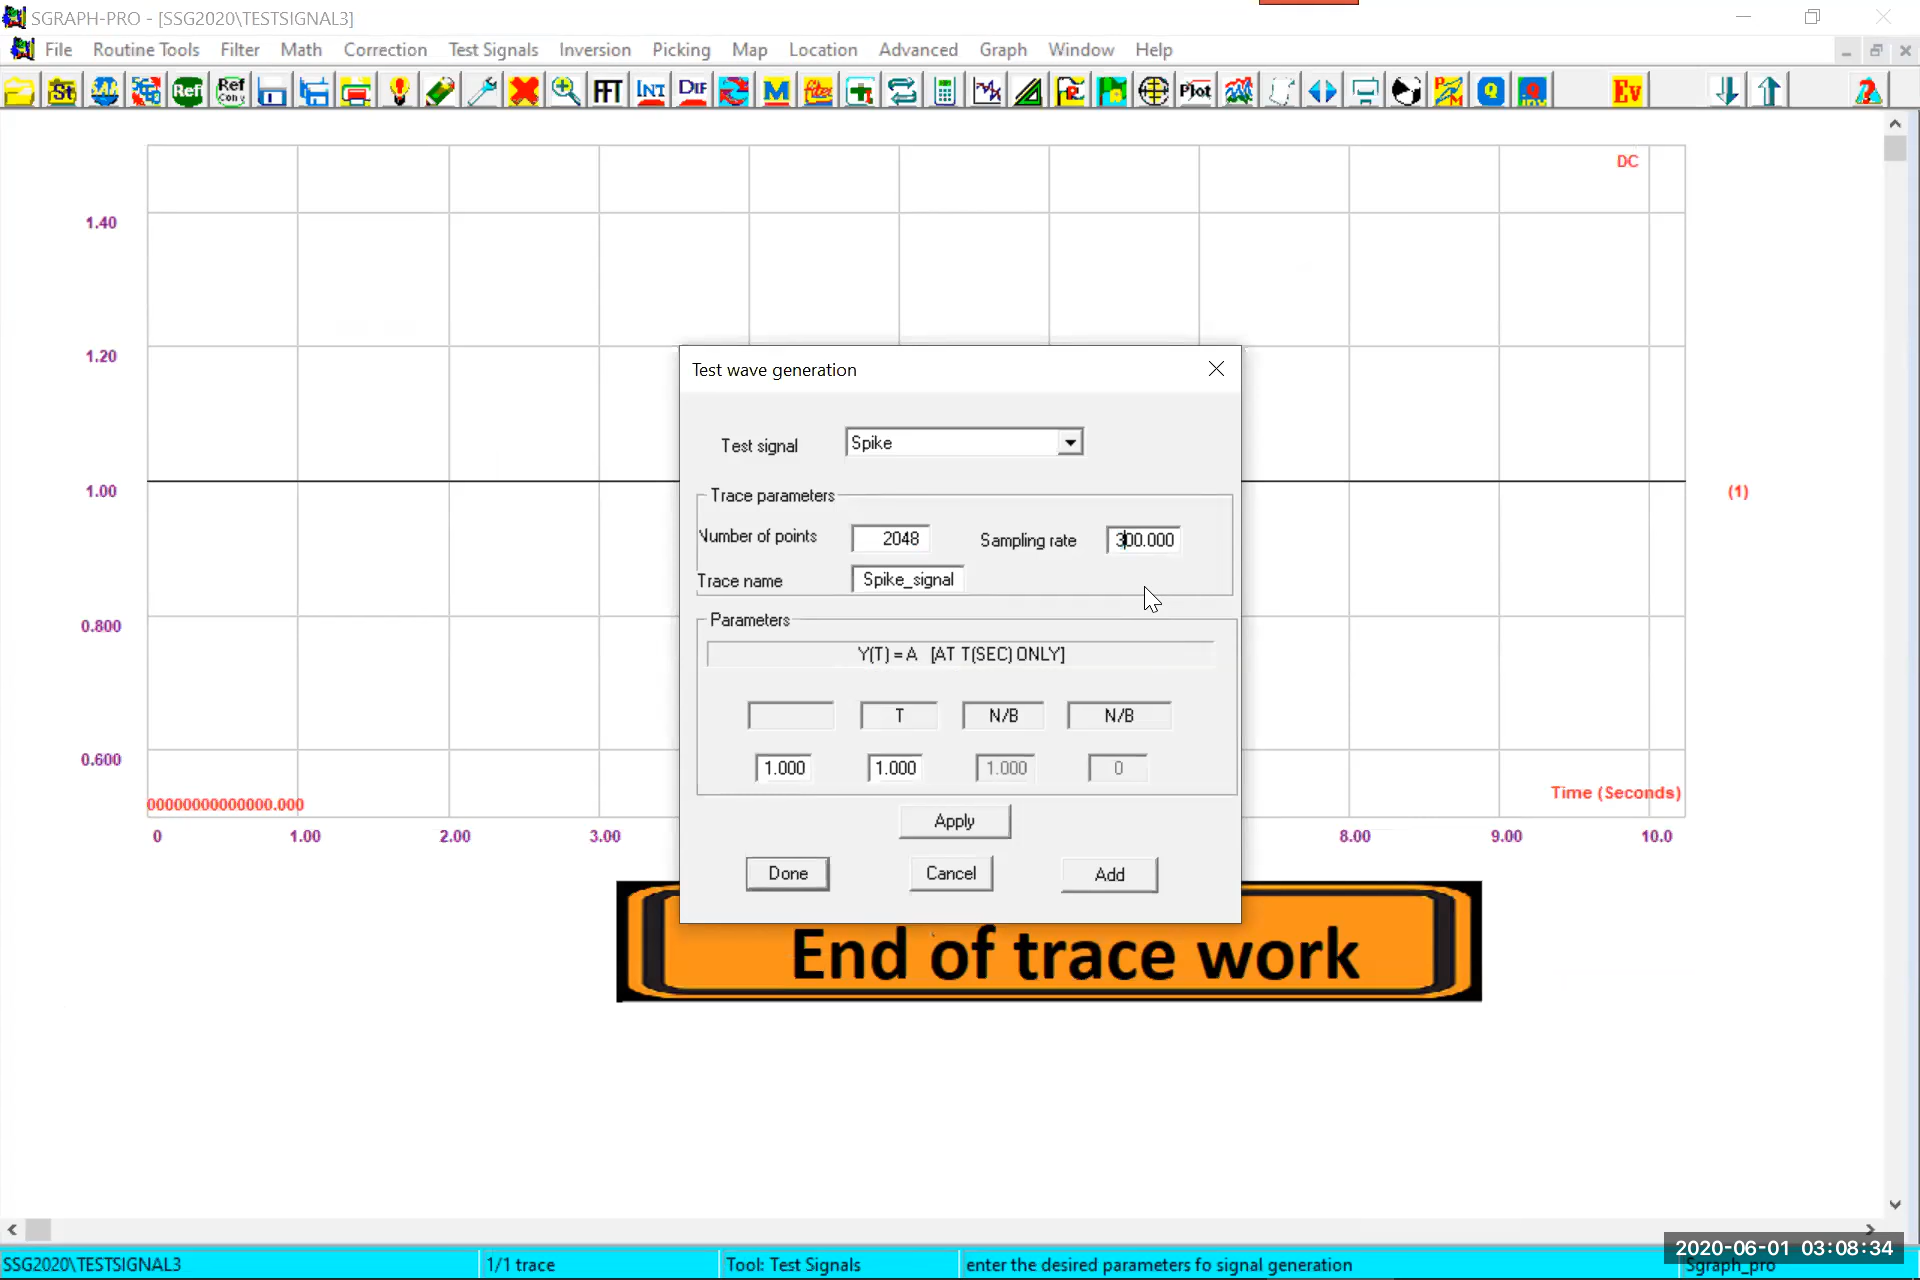 SGRAPH-PRO - [SSG2020\TESTSIGNAL3]
File Routine Tools Filter Math Correction Test Signals Inversion Picking Map Location Advanced Graph Window Help
St Ref Ref Conv FFT INT DIF M filter Plot Q Ev
DC
1.40
1.20
1.00
(1)
0.800
0.600
00000000000000.000
Time (Seconds)
0 1.00 2.00 3.00 8.00 9.00 10.0
Test wave generation
Test signal Spike
Trace parameters
Number of points 2048 Sampling rate 300.000
Trace name Spike_signal
Parameters
Y(T) = A [AT T(SEC) ONLY]
T N/B N/B
1.000 1.000 1.000 0
Apply
Done Cancel Add
End of trace work
2020-06-01 03:08:34
SSG2020\TESTSIGNAL3 1/1 trace Tool: Test Signals enter the desired parameters fo signal generation Sgraph_pro